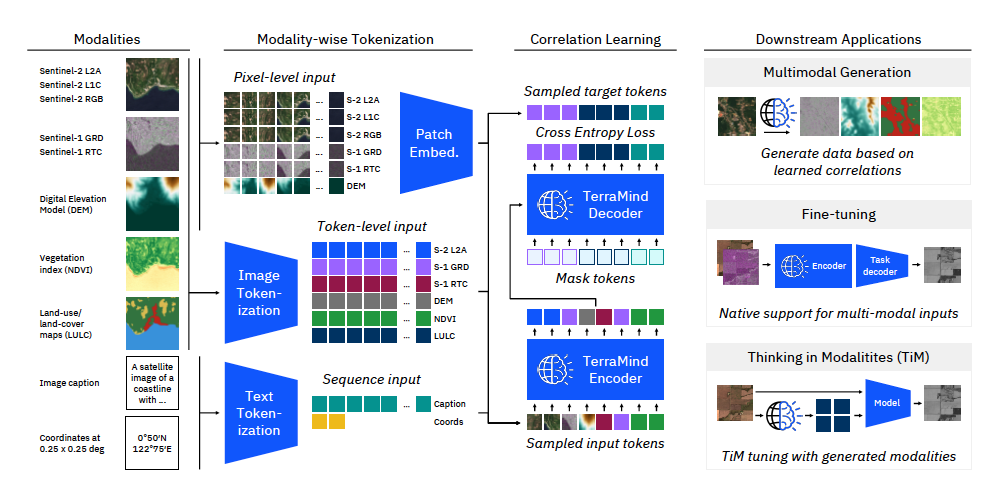 Modalities
Sentinel-2 L2A
Sentinel-2 L1C
Sentinel-2 RGB
Sentinel-1 GRD
Sentinel-1 RTC
Digital Elevation
Model (DEM)
Vegetation
index (NDVI)
Land-use/
land-cover
maps (LULC)
Image caption
A satellite
image of a
coastline
with ...
Coordinates at
0.25 x 0.25 deg
0°50'N
122°75'E
Modality-wise Tokenization
Pixel-level input
... S-2 L2A
... S-2 L1C
... S-2 RGB
... S-1 GRD
... S-1 RTC
... DEM
Patch
Embed.
Token-level input
Image
Token-
ization
... S-2 L2A
... S-1 GRD
... S-1 RTC
... DEM
... NDVI
... LULC
Sequence input
Text
Token-
ization
... Caption
Coords
Correlation Learning
Sampled target tokens
Cross Entropy Loss
TerraMind
Decoder
Mask tokens
TerraMind
Encoder
Sampled input tokens
Downstream Applications
Multimodal Generation
Generate data based on
learned correlations
Fine-tuning
Encoder
Task
decoder
Native support for multi-modal inputs
Thinking in Modalitites (TiM)
Model
TiM tuning with generated modalities